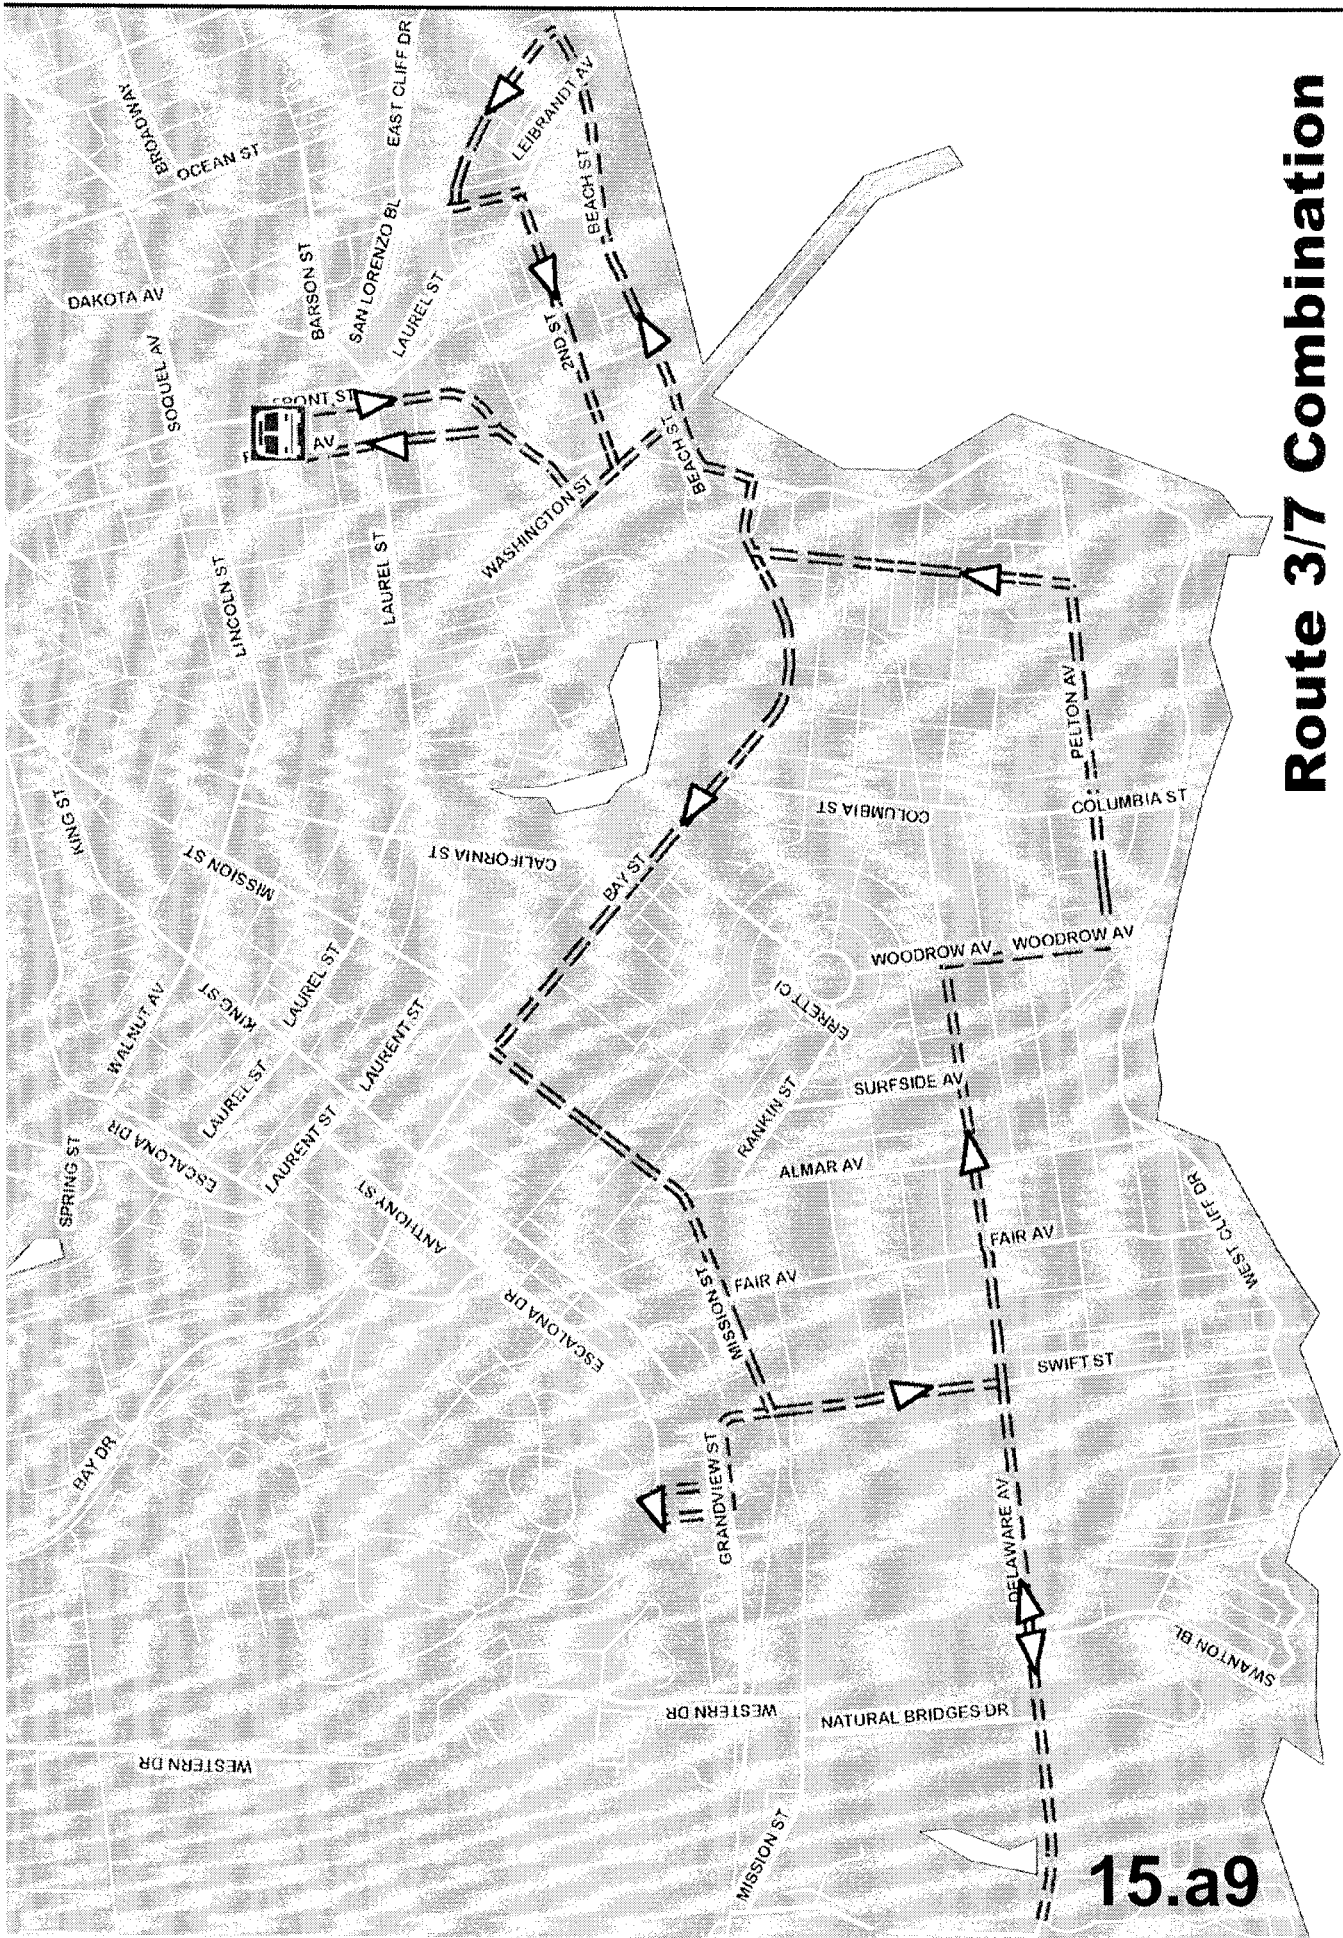 BROADWAY
OCEAN ST
EAST CLIFF DR
LEIBRANDT AV
BEACH ST
SAN LORENZO BL
BARSON ST
LAUREL ST
DAKOTA AV
SOQUEL AV
2ND ST
FRONT ST
AV
BEACH ST
WASHINGTON ST
LINCOLN ST
LAUREL ST
PELTON AV
COLUMBIA ST
COLUMBIA ST
KING ST
MISSION ST
CALIFORNIA ST
BAY ST
WOODROW AV
WOODROW AV
WALNUT AV
KING ST
LAUREL ST
LAUREL ST
LAURENT ST
LAURENT ST
ERRETT CI
SURFSIDE AV
RANKIN ST
ALMAR AV
SPRING ST
ESCALONA DR
ANTHONY ST
FAIR AV
FAIR AV
WEST CLIFF DR
MISSION ST
ESCALONA DR
SWIFT ST
BAY DR
GRANDVIEW ST
DELAWARE AV
SWANTON BL
WESTERN DR
NATURAL BRIDGES DR
WESTERN DR
MISSION ST
Route 3/7 Combination
15.a9